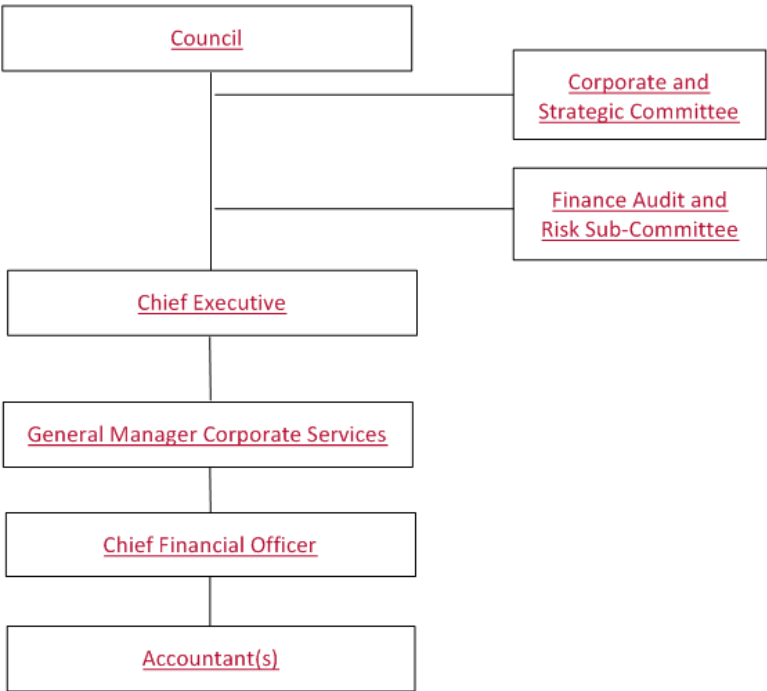 Council
Corporate and
Strategic Committee
Finance Audit and
Risk Sub-Committee
Chief Executive
General Manager Corporate Services
Chief Financial Officer
Accountant(s)